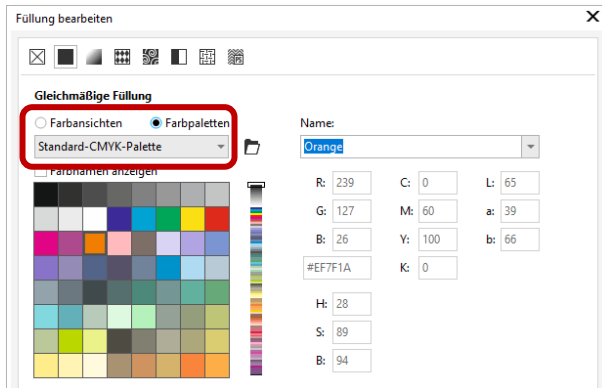 Füllung bearbeiten
Gleichmäßige Füllung
Farbansichten Farbpaletten
Standard-CMYK-Palette
Farbnamen anzeigen
Name:
Orange
R: 239 C: 0 L: 65
G: 127 M: 60 a: 39
B: 26 Y: 100 b: 66
#EF7F1A K: 0
H: 28
S: 89
B: 94